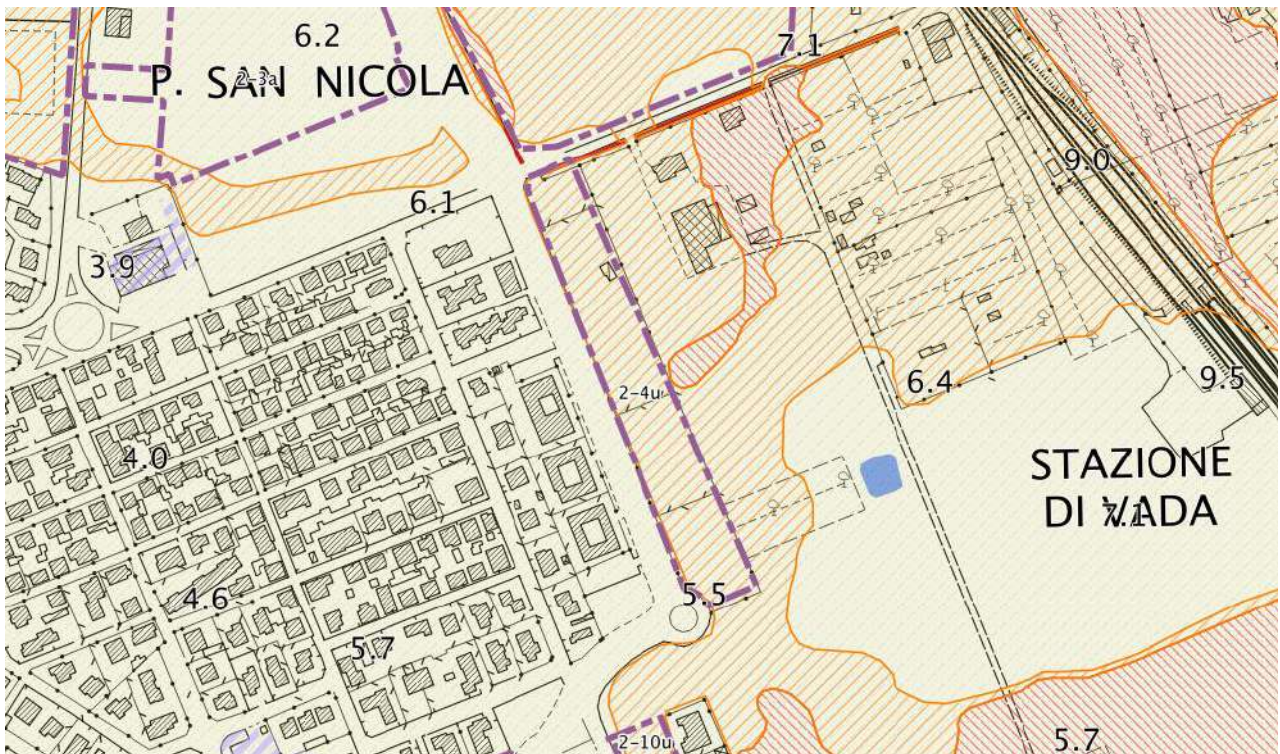 6.2
7.1
P. SAN NICOLA
2-3a
9.0
6.1
3.9
6.4
9.5
2-4u
4.0
STAZIONE
DI VADA
4.6
5.5
5.7
2-10u
5.7